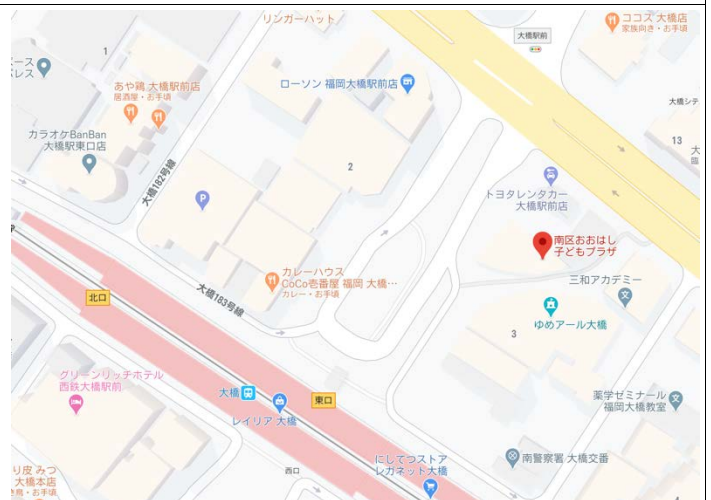 リンガーハット
ココス 大橋店
家族向き・お手頃
大橋駅前
1
あや鶏 大橋駅前店
居酒屋・お手頃
ローソン 福岡大橋駅前店
大橋シテ
カラオケBanBan
大橋駅東口店
13
2
大橋182号線
トヨタレンタカー
大橋駅前店
P
南区おおはし
子どもプラザ
カレーハウス
CoCo壱番屋 福岡 大橋…
カレー・お手頃
三和アカデミー
北口
大橋183号線
ゆめアール大橋
3
グリーンリッチホテル
西鉄大橋駅前
大橋
東口
レイリア 大橋
薬学ゼミナール
福岡大橋教室
にしてつストア
レガネット大橋
南警察署 大橋交番
西口
り皮 みつ
大橋本店
き鳥・お手頃